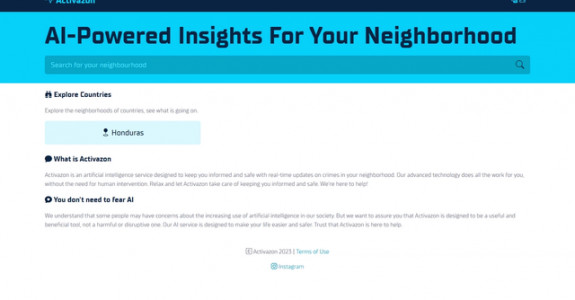 Activazon
AI-Powered Insights For Your Neighborhood
Search for your neighbourhood
Explore Countries
Explore the neighborhoods of countries, see what is going on.
Honduras
What is Activazon
Activazon is an artificial intelligence service designed to keep you informed and safe with real-time updates on crimes in your neighborhood. Our advanced technology does all the work for you,
without the need for human intervention. Relax and let Activazon take care of keeping you informed and safe. We're here to help!
You don't need to fear AI
We understand that some people may have concerns about the increasing use of artificial intelligence in our society. But we want to assure you that Activazon is designed to be a useful and
beneficial tool, not a harmful or disruptive one. Our AI service is designed to make your life easier and safer. Trust that Activazon is here to help.
Activazon 2023 | Terms of Use
Instagram